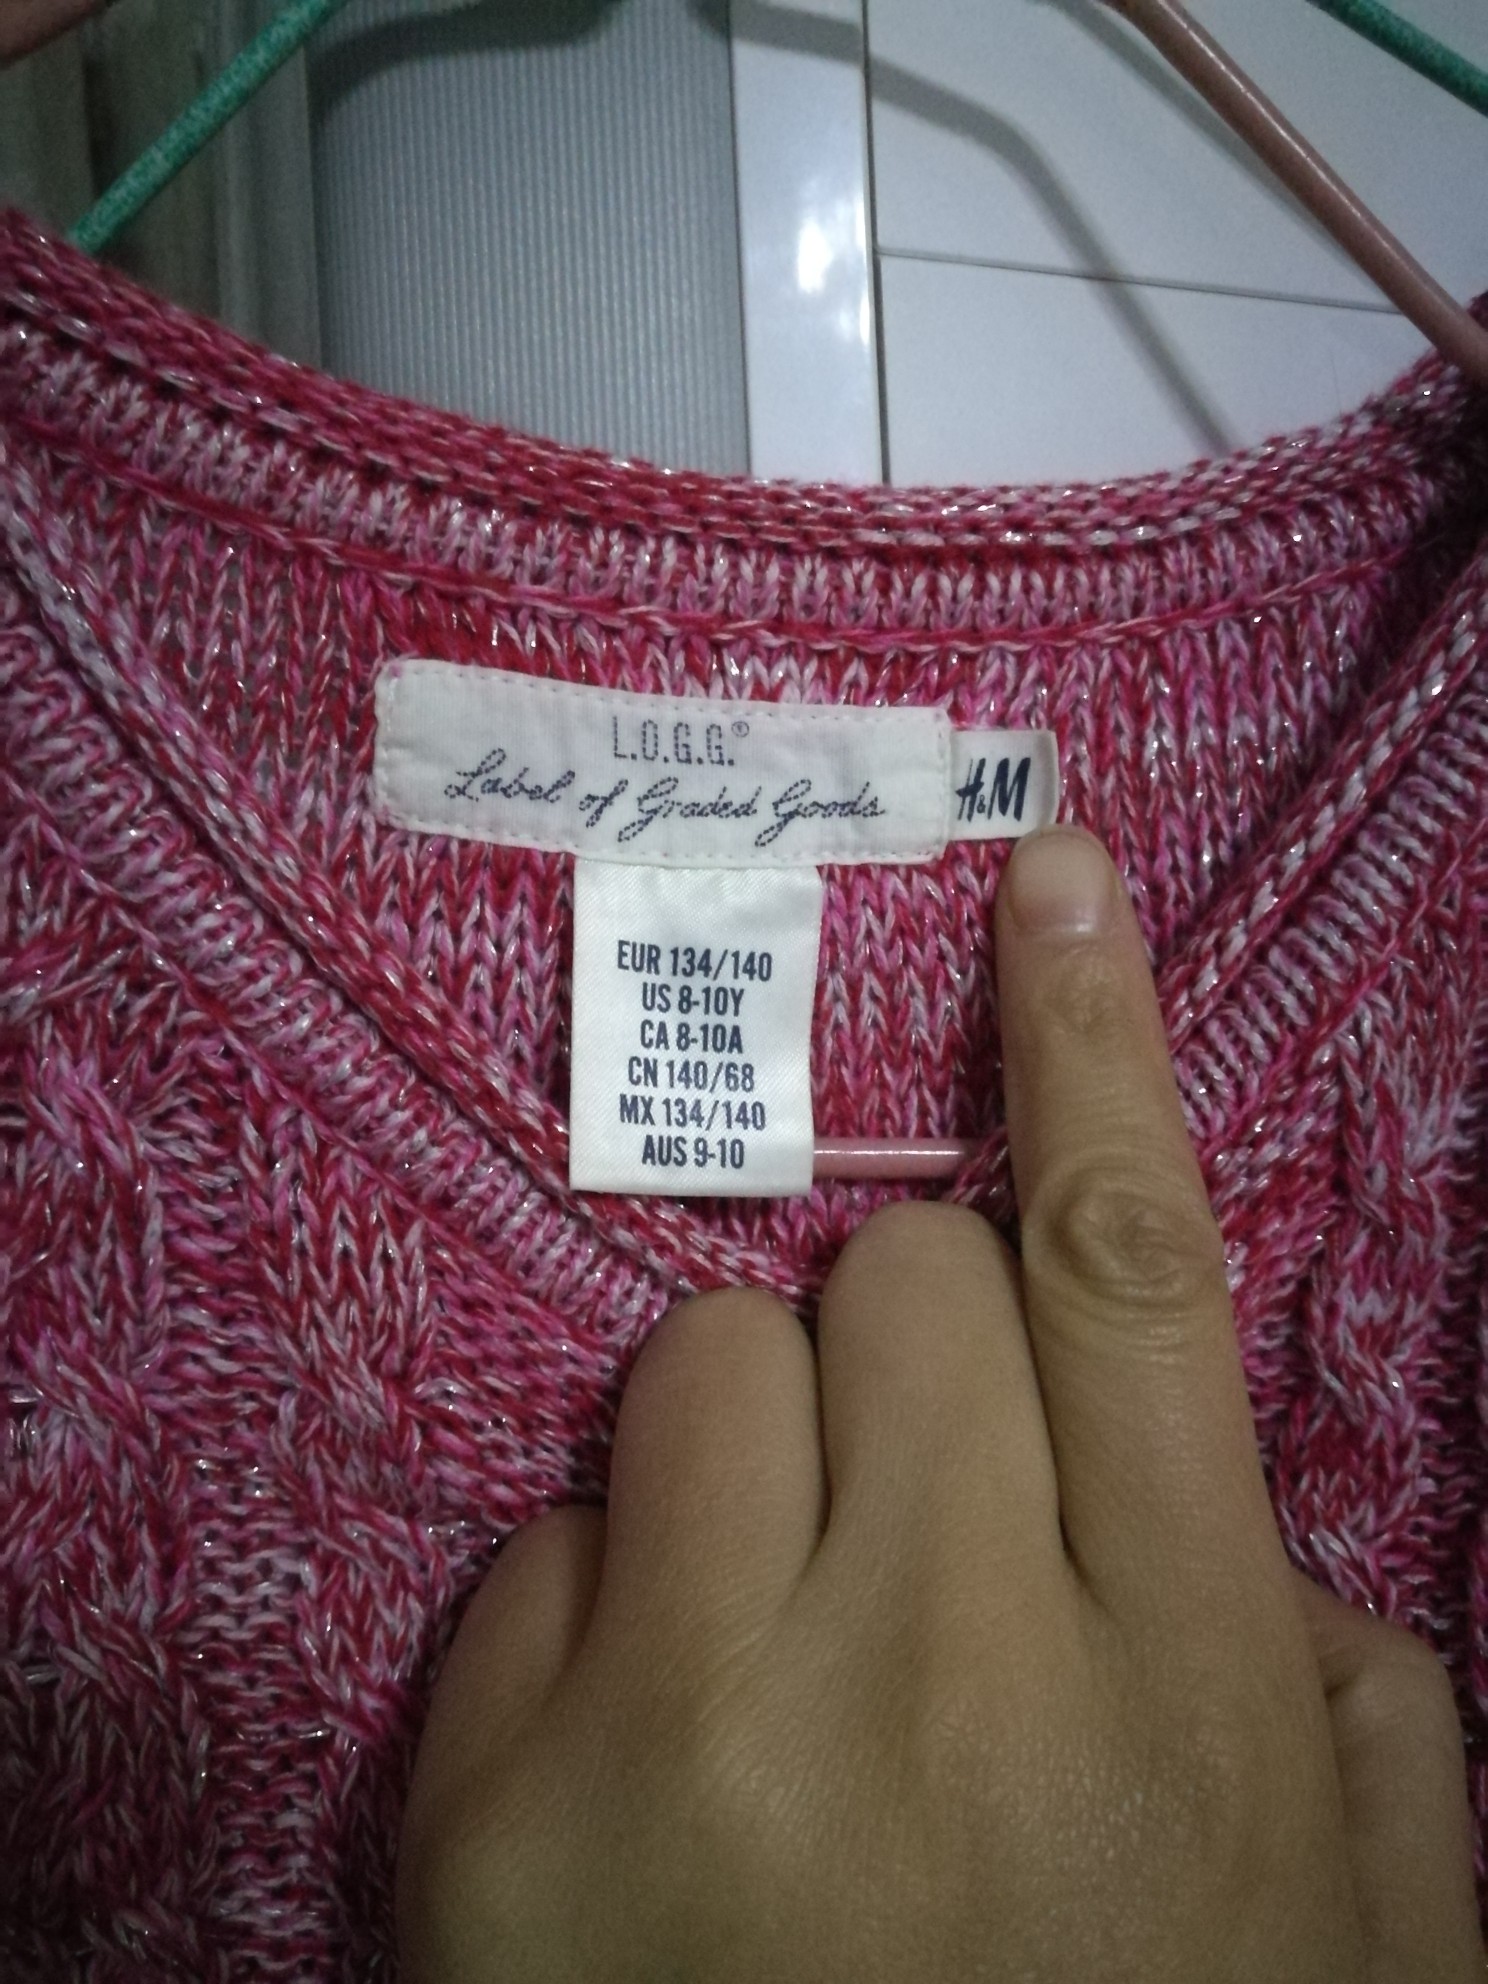 L.O.G.G.®
Label of Graded Goods
H&M
EUR 134/140
US 8-10Y
CA 8-10A
CN 140/68
MX 134/140
AUS 9-10